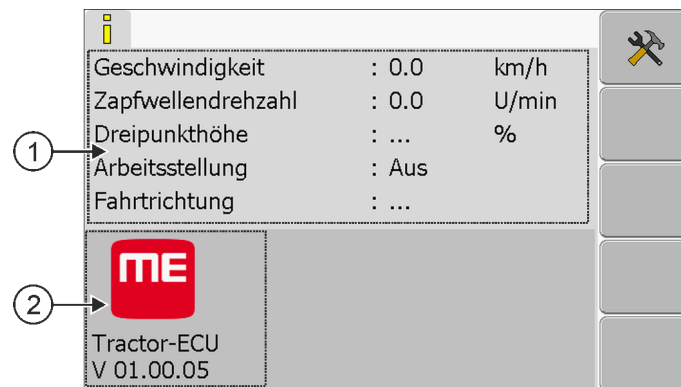 Geschwindigkeit : 0.0 km/h
Zapfwellendrehzahl : 0.0 U/min
Dreipunkthöhe : ... %
1
Arbeitsstellung : Aus
Fahrtrichtung : ...
ME
2
Tractor-ECU
V 01.00.05